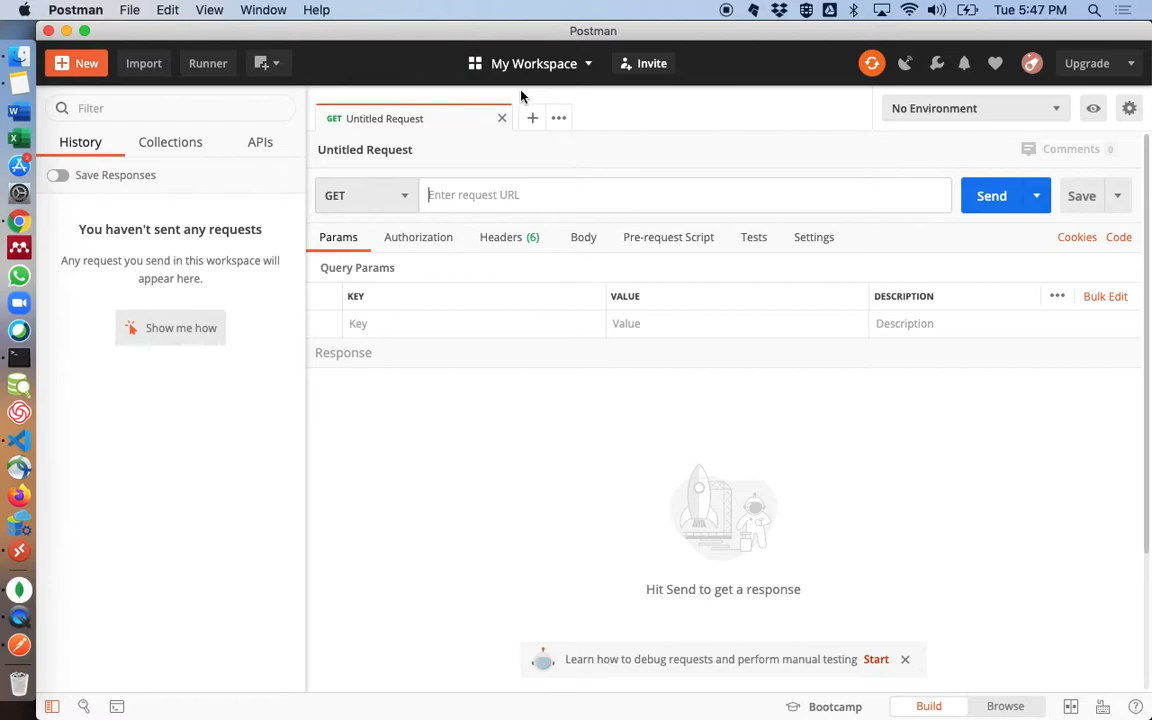 Postman File Edit View Window Help Tue 5:47 PM
Postman
New Import Runner My Workspace Invite Upgrade
Filter
GET Untitled Request
No Environment
History Collections APIs
Untitled Request
Comments 0
Save Responses
GET Enter request URL Send Save
You haven't sent any requests
Any request you send in this workspace will
appear here.
Show me how
Params Authorization Headers (6) Body Pre-request Script Tests Settings Cookies Code
Query Params
KEY VALUE DESCRIPTION Bulk Edit
Key Value Description
Response
Hit Send to get a response
Learn how to debug requests and perform manual testing Start
Bootcamp Build Browse